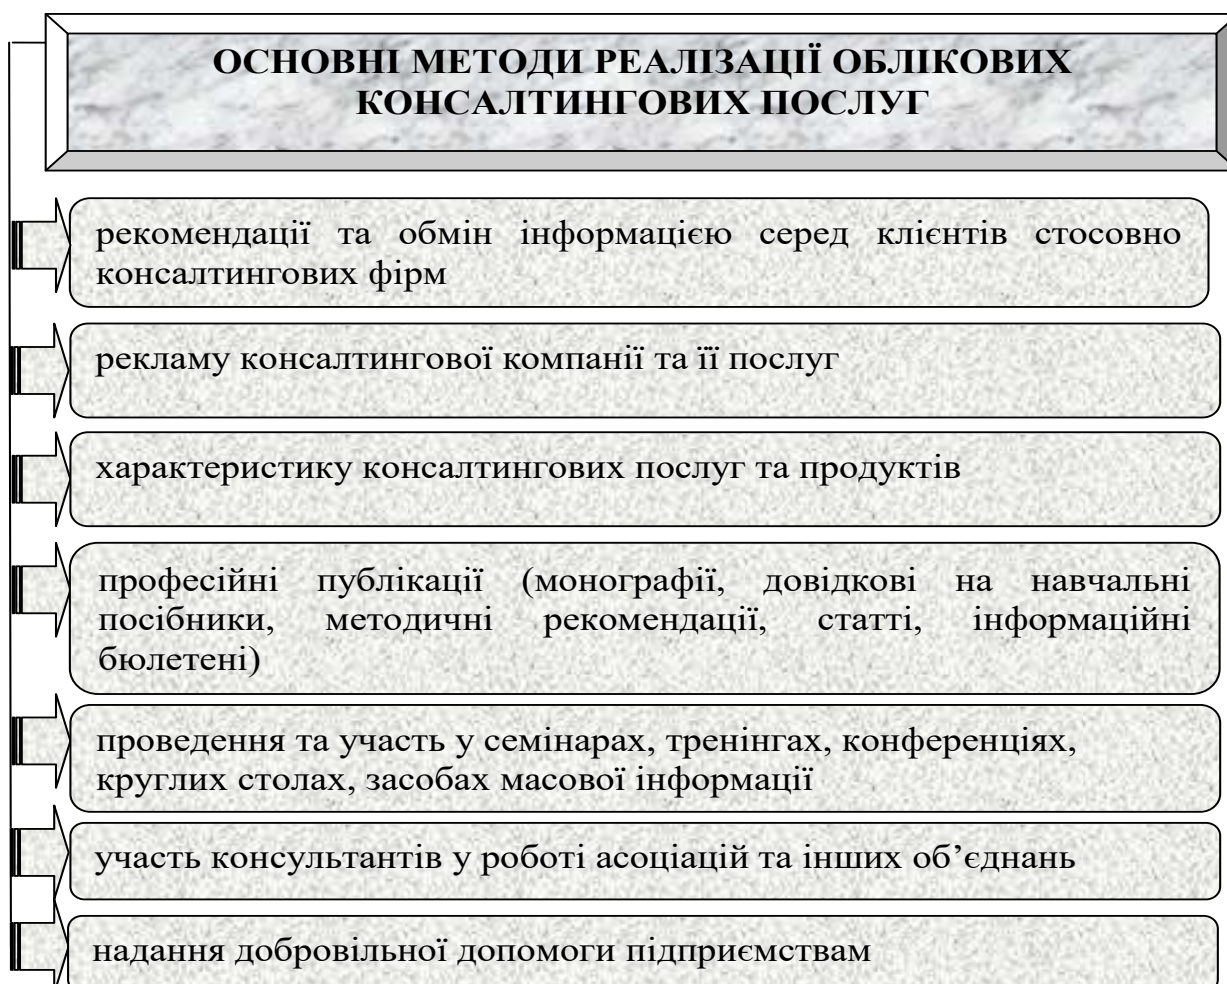 ОСНОВНІ МЕТОДИ РЕАЛІЗАЦІЇ ОБЛІКОВИХ
КОНСАЛТИНГОВИХ ПОСЛУГ
рекомендації та обмін інформацією серед клієнтів стосовно
консалтингових фірм
рекламу консалтингової компанії та її послуг
характеристику консалтингових послуг та продуктів
професійні публікації (монографії, довідкові на навчальні
посібники, методичні рекомендації, статті, інформаційні
бюлетені)
проведення та участь у семінарах, тренінгах, конференціях,
круглих столах, засобах масової інформації
участь консультантів у роботі асоціацій та інших об’єднань
надання добровільної допомоги підприємствам